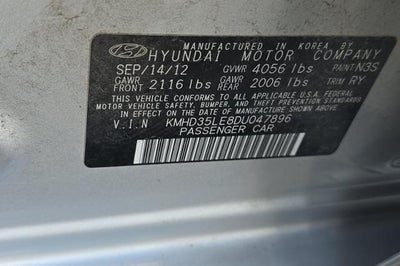 MANUFACTURED IN KOREA BY
HYUNDAI MOTOR COMPANY
SEP/14/12 GVWR 4056 lbs PAINT N3S
GAWR FRONT 2116 lbs GAWR REAR 2006 lbs TRIM RY
THIS VEHICLE CONFORMS TO ALL APPLICABLE U.S.A. FEDERAL
MOTOR VEHICLE SAFETY, BUMPER, AND THEFT PREVENTION STANDARDS
IN EFFECT ON THE DATE OF MANUFACTURE SHOWN ABOVE.
V.I.N KMHD35LE8DU047896
PASSENGER CAR